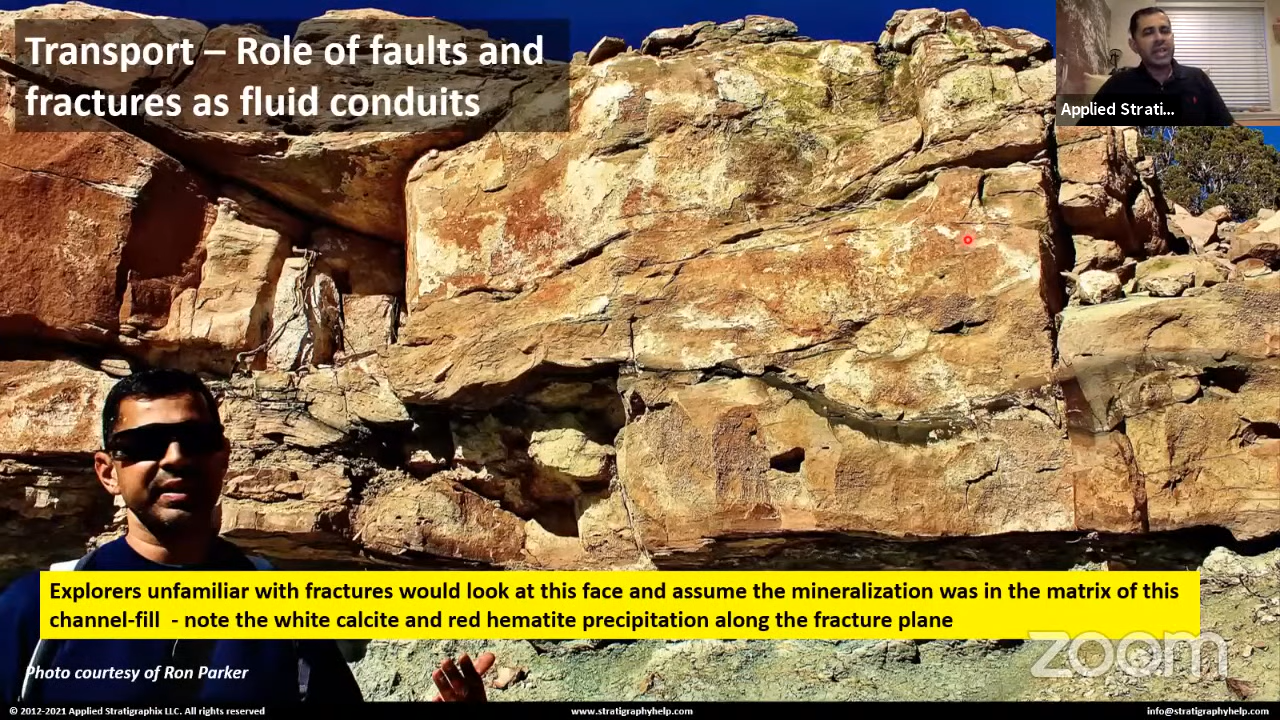 Transport – Role of faults and
fractures as fluid conduits
Applied Strati...
Explorers unfamiliar with fractures would look at this face and assume the mineralization was in the matrix of this
channel-fill - note the white calcite and red hematite precipitation along the fracture plane
zoom
Photo courtesy of Ron Parker
© 2012-2021 Applied Stratigraphix LLC. All rights reserved
www.stratigraphyhelp.com
info@stratigraphyhelp.com